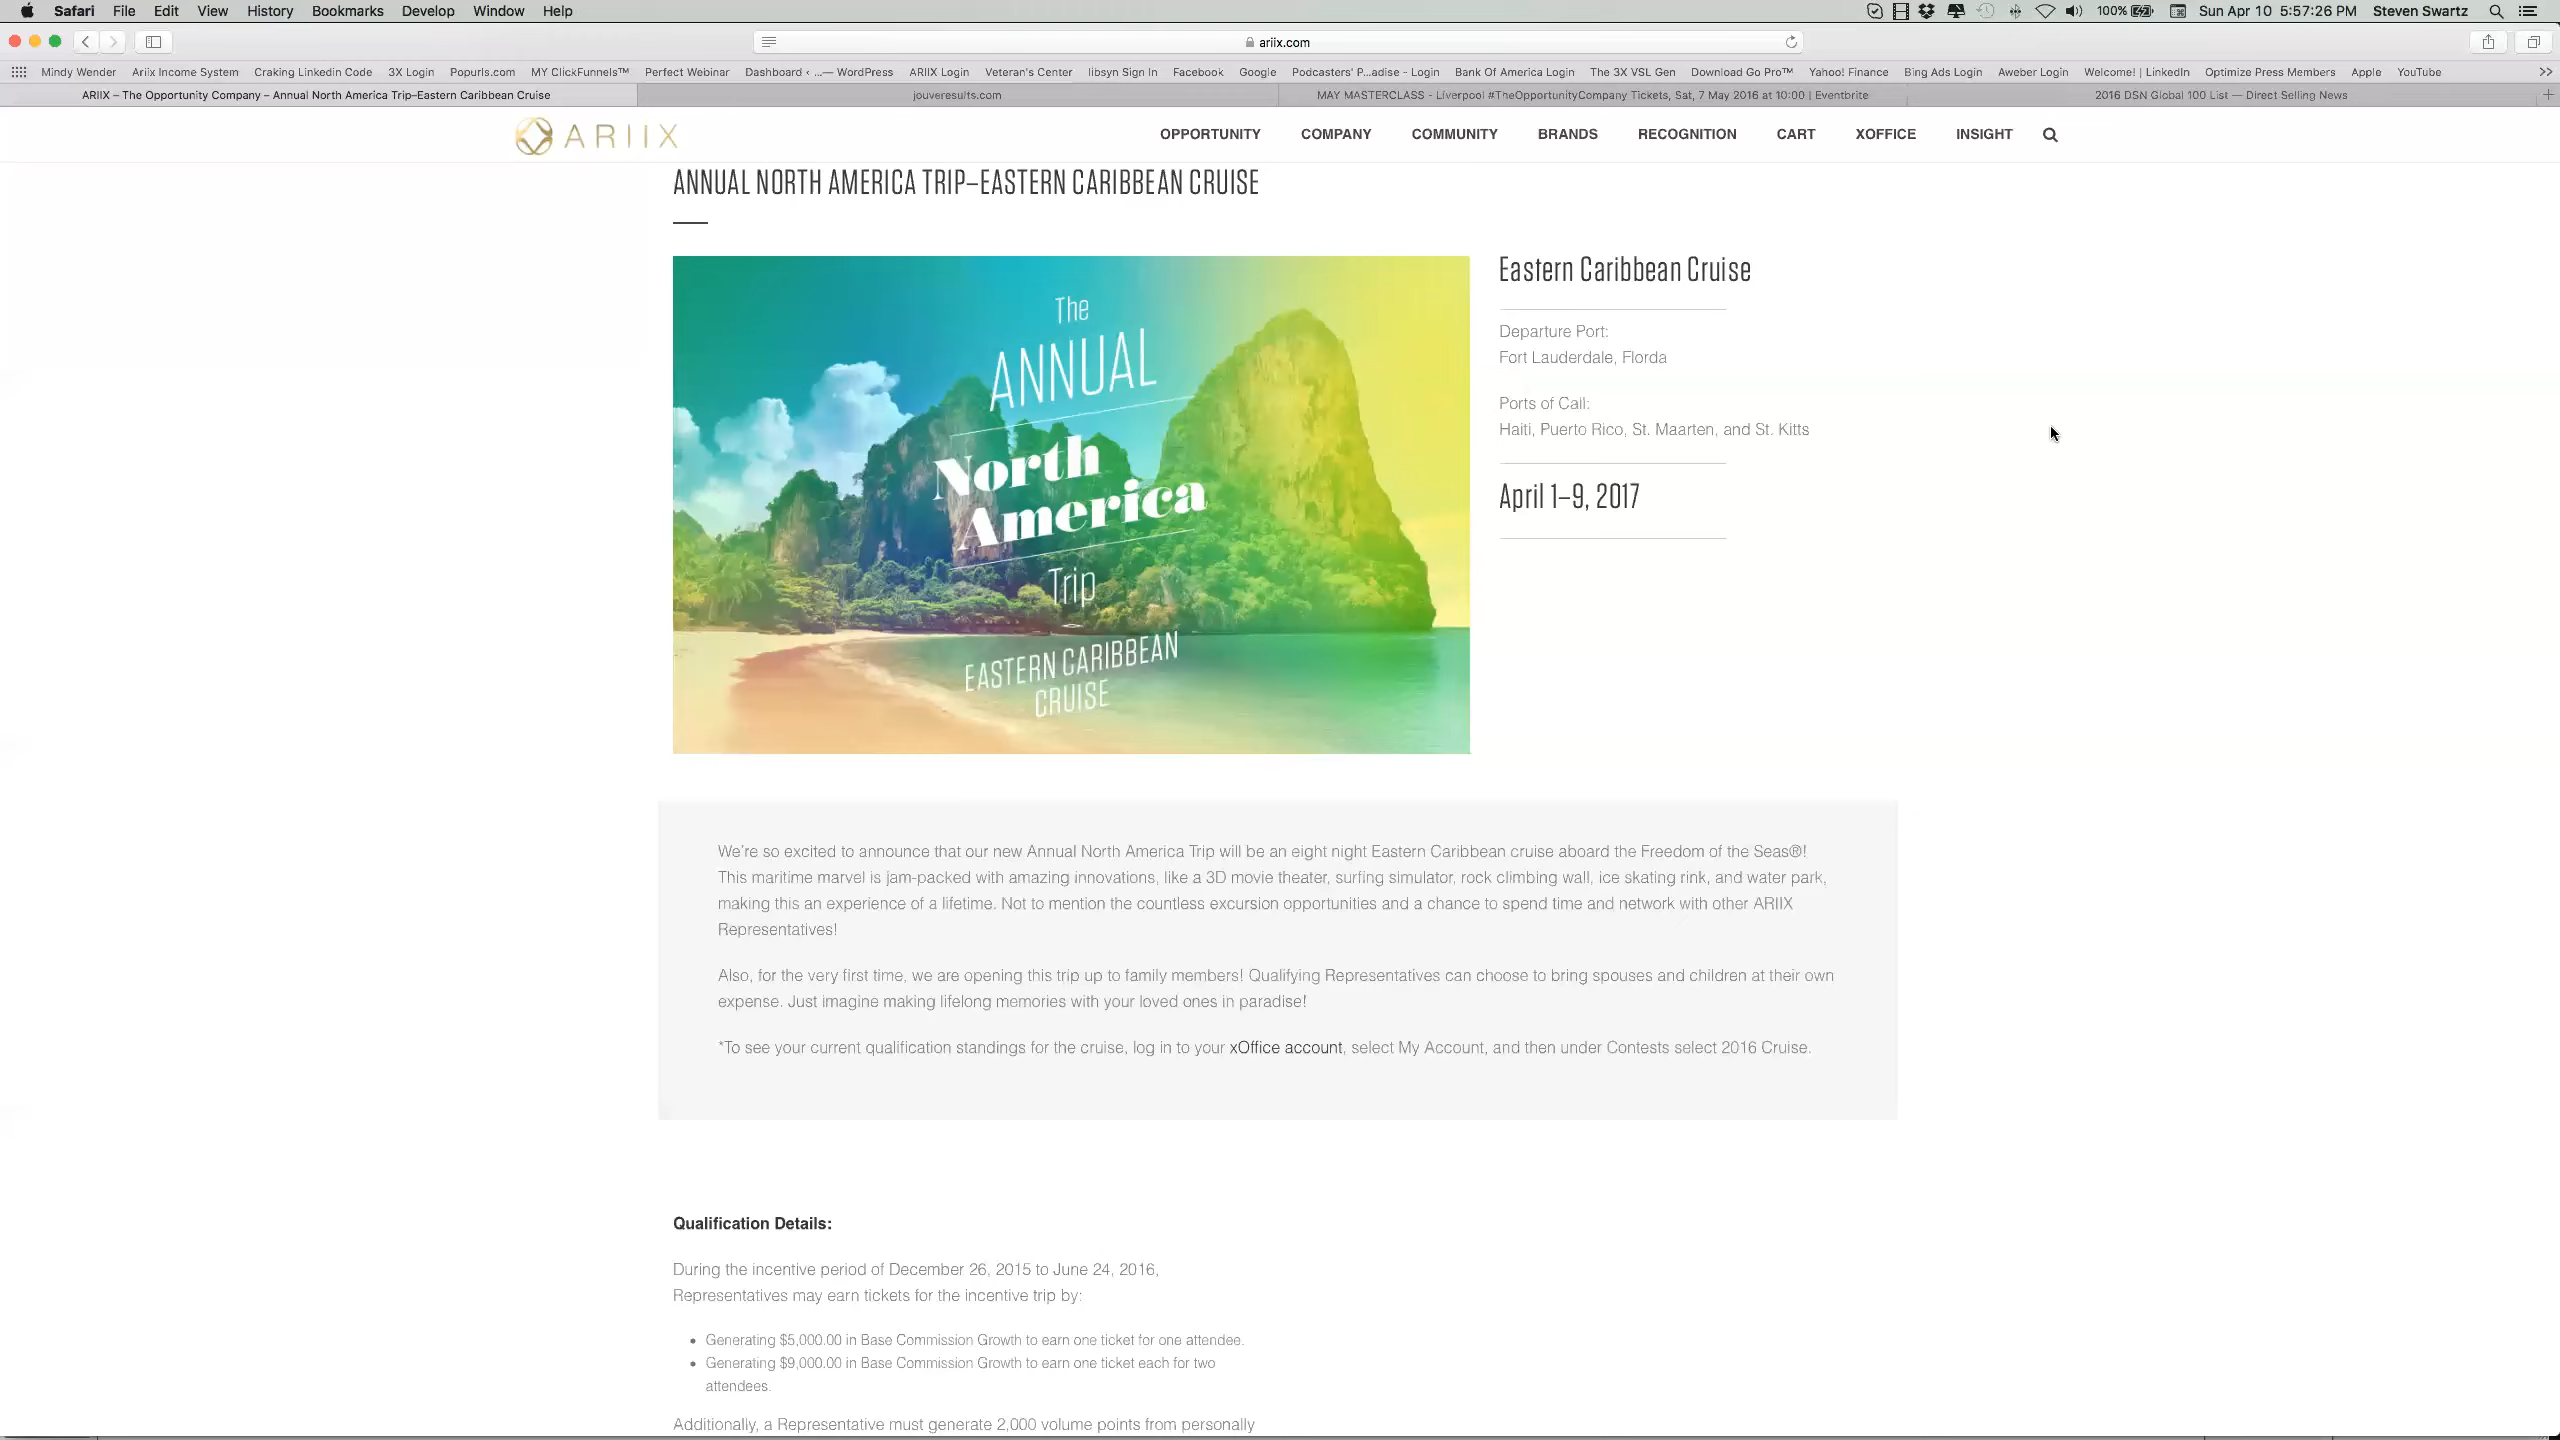 Safari File Edit View History Bookmarks Develop Window Help 100% Sun Apr 10 5:57:26 PM Steven Swartz
ariix.com
Mindy Wender Ariix Income System Craking Linkedin Code 3X Login Popurls.com MY ClickFunnels™ Perfect Webinar Dashboard ‹ ...— WordPress ARIIX Login Veteran's Center libsyn Sign In Facebook Google Podcasters' P...adise - Login Bank Of America Login The 3X VSL Gen Download Go Pro™ Yahoo! Finance Bing Ads Login Aweber Login Welcome! | LinkedIn Optimize Press Members Apple YouTube
ARIIX – The Opportunity Company – Annual North America Trip–Eastern Caribbean Cruise jouveresults.com MAY MASTERCLASS - Liverpool #TheOpportunityCompany Tickets, Sat, 7 May 2016 at 10:00 | Eventbrite 2016 DSN Global 100 List — Direct Selling News
ARIIX OPPORTUNITY COMPANY COMMUNITY BRANDS RECOGNITION CART XOFFICE INSIGHT
ANNUAL NORTH AMERICA TRIP–EASTERN CARIBBEAN CRUISE
The
ANNUAL
North
America
Trip
EASTERN CARIBBEAN
CRUISE
Eastern Caribbean Cruise
Departure Port:
Fort Lauderdale, Florda
Ports of Call:
Haiti, Puerto Rico, St. Maarten, and St. Kitts
April 1–9, 2017
We're so excited to announce that our new Annual North America Trip will be an eight night Eastern Caribbean cruise aboard the Freedom of the Seas®!
This maritime marvel is jam-packed with amazing innovations, like a 3D movie theater, surfing simulator, rock climbing wall, ice skating rink, and water park,
making this an experience of a lifetime. Not to mention the countless excursion opportunities and a chance to spend time and network with other ARIIX
Representatives!
Also, for the very first time, we are opening this trip up to family members! Qualifying Representatives can choose to bring spouses and children at their own
expense. Just imagine making lifelong memories with your loved ones in paradise!
*To see your current qualification standings for the cruise, log in to your xOffice account, select My Account, and then under Contests select 2016 Cruise.
Qualification Details:
During the incentive period of December 26, 2015 to June 24, 2016,
Representatives may earn tickets for the incentive trip by:
• Generating $5,000.00 in Base Commission Growth to earn one ticket for one attendee.
• Generating $9,000.00 in Base Commission Growth to earn one ticket each for two
attendees.
Additionally, a Representative must generate 2,000 volume points from personally